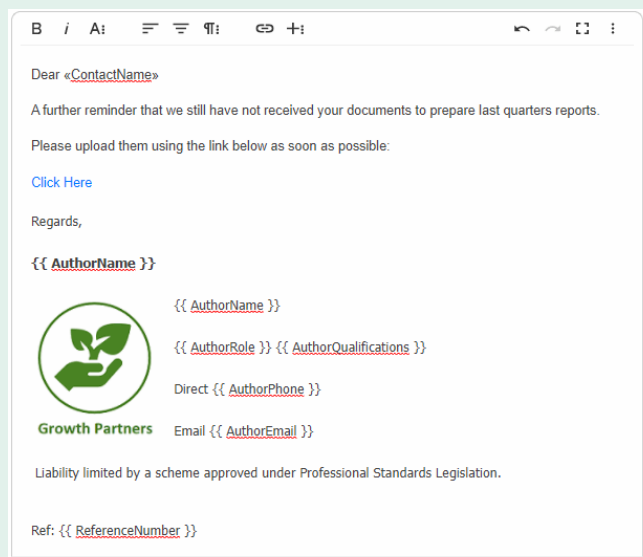 Dear «ContactName»
A further reminder that we still have not received your documents to prepare last quarters reports.
Please upload them using the link below as soon as possible:
Click Here
Regards,
{{ AuthorName }}
{{ AuthorName }}
{{ AuthorRole }} {{ AuthorQualifications }}
Direct {{ AuthorPhone }}
Growth Partners
Email {{ AuthorEmail }}
Liability limited by a scheme approved under Professional Standards Legislation.
Ref: {{ ReferenceNumber }}